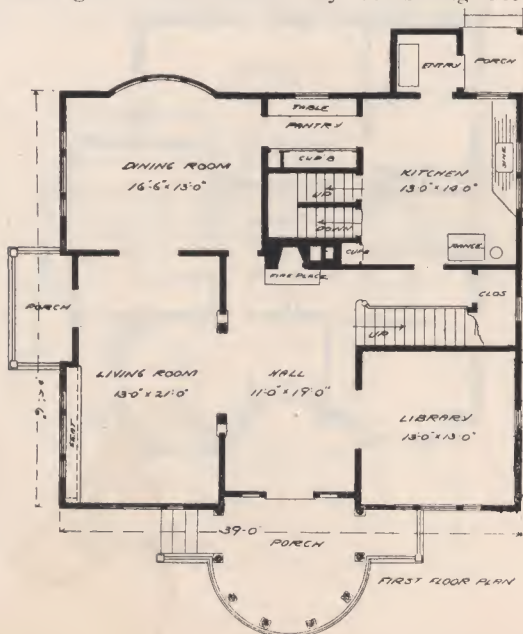 ENTRY
PORCH
TABLE
PANTRY
CUP'B
DINING ROOM
16'-6" x 13'-0"
KITCHEN
13'-0" x 14'-0"
SINK
UP
DOWN
CUP'B
RANGE
FIRE PLACE
PORCH
CLOS
UP
LIVING ROOM
13'-0" x 21'-0"
HALL
11'-0" x 19'-0"
LIBRARY
13'-0" x 13'-0"
SEAT
39'-0"
PORCH
FIRST FLOOR PLAN